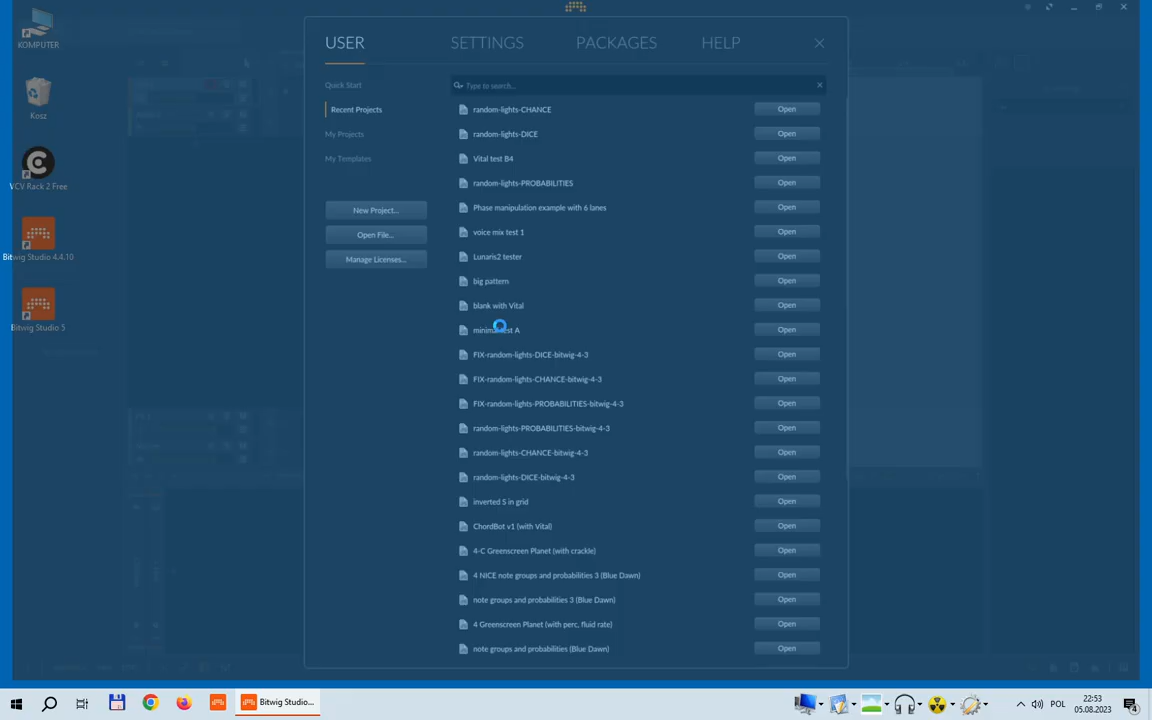 KOMPUTER
Kosz
VCV Rack 2 Free
Bitwig Studio 4.4.10
Bitwig Studio 5
USER
SETTINGS
PACKAGES
HELP
Quick Start
Recent Projects
My Projects
My Templates
New Project...
Open File...
Manage Licenses...
Type to search...
random-lights-CHANCE Open
random-lights-DICE Open
Vital test B4 Open
random-lights-PROBABILITIES Open
Phase manipulation example with 6 lanes Open
voice mix test 1 Open
Lunaris2 tester Open
big pattern Open
blank with Vital Open
minimal test A Open
FIX-random-lights-DICE-bitwig-4-3 Open
FIX-random-lights-CHANCE-bitwig-4-3 Open
FIX-random-lights-PROBABILITIES-bitwig-4-3 Open
random-lights-PROBABILITIES-bitwig-4-3 Open
random-lights-CHANCE-bitwig-4-3 Open
random-lights-DICE-bitwig-4-3 Open
inverted S in grid Open
ChordBot v1 (with Vital) Open
4-C Greenscreen Planet (with crackle) Open
4 NICE note groups and probabilities 3 (Blue Dawn) Open
note groups and probabilities 3 (Blue Dawn) Open
4 Greenscreen Planet (with perc, fluid rate) Open
note groups and probabilities (Blue Dawn) Open
Bitwig Studio...
POL
22:53
05.08.2023
4